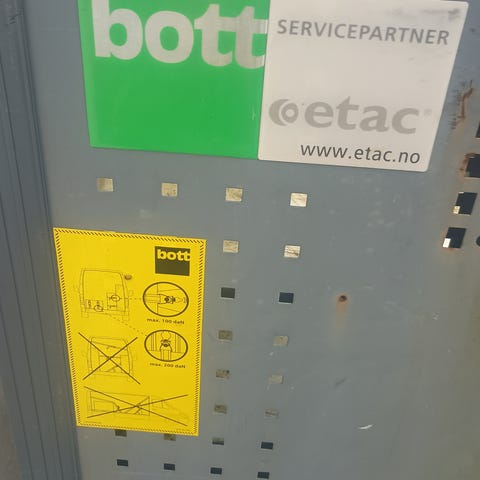 bott
SERVICEPARTNER
etac
www.etac.no
bott
max. 100 daN
max. 200 daN